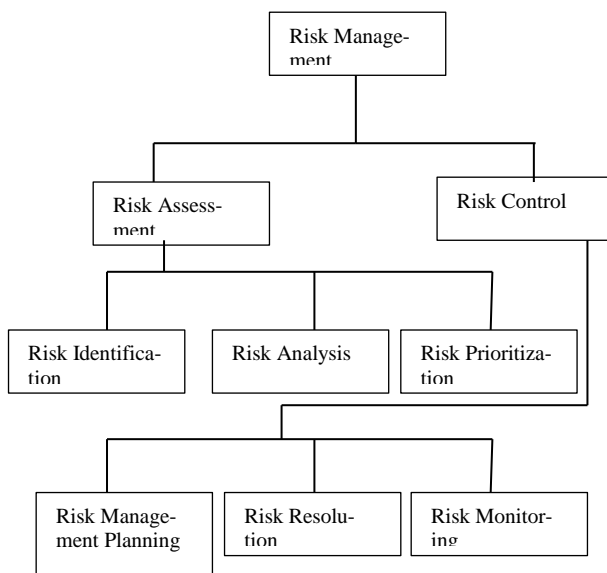 Risk Manage-
ment
Risk Assess-
ment
Risk Control
Risk Identifica-
tion
Risk Analysis
Risk Prioritiza-
tion
Risk Manage-
ment Planning
Risk Resolu-
tion
Risk Monitor-
ing